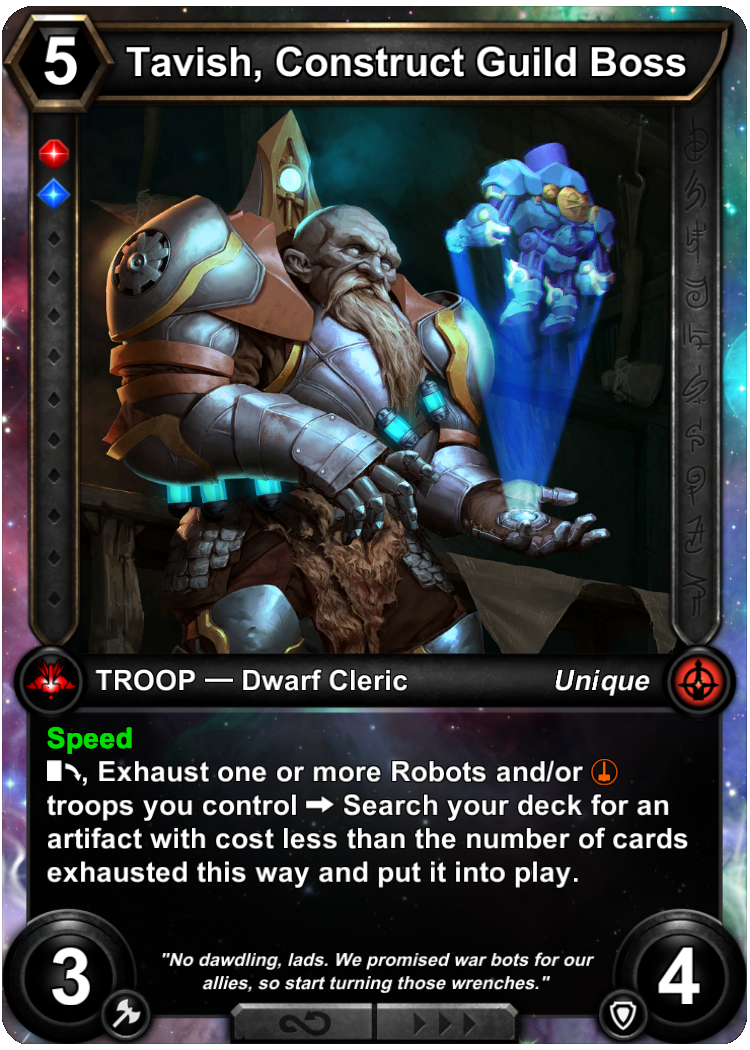 5
Tavish, Construct Guild Boss
TROOP — Dwarf Cleric
Unique
Speed
, Exhaust one or more Robots and/or
troops you control ➡ Search your deck for an
artifact with cost less than the number of cards
exhausted this way and put it into play.
"No dawdling, lads. We promised war bots for our
allies, so start turning those wrenches."
3
4